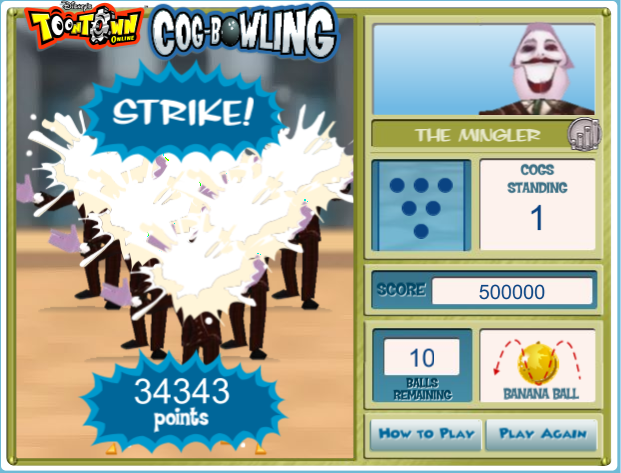 Disney's
TOONTOWN
ONLINE
COG-BOWLING
STRIKE!
34343
points
THE MINGLER
COGS
STANDING
1
SCORE 500000
10
BALLS
REMAINING
BANANA BALL
HOW TO PLAY
PLAY AGAIN